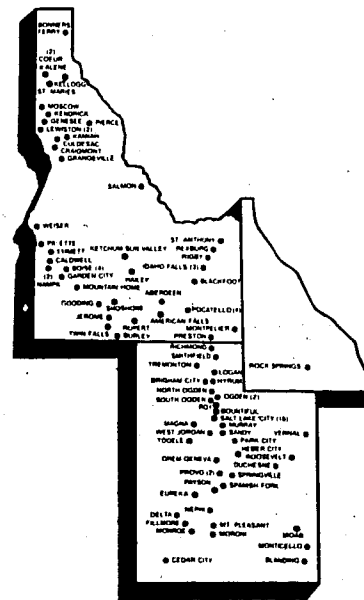 BONNERS
FERRY
(2)
COEUR
D'ALENE
KELLOGG
ST. MARIES
MOSCOW
KENDRICK
GENESEE PIERCE
LEWISTON (2)
KAMIAH
CULDESAC
CRAIGMONT
GRANGEVILLE
SALMON
WEISER
PAYETTE
ST. ANTHONY
KETCHUM SUN VALLEY REXBURG
EMMETT
RIGBY
CALDWELL
BOISE (4) IDAHO FALLS (3)
HAILEY
(2) GARDEN CITY BLACKFOOT
NAMPA
MOUNTAIN HOME
ABERDEEN
GOODING
SHOSHONE POCATELLO (4)
JEROME
AMERICAN FALLS
RUPERT MONTPELIER
TWIN FALLS BURLEY PRESTON
RICHMOND
SMITHFIELD
TREMONTON ROCK SPRINGS
LOGAN
BRIGHAM CITY HYRUM
NORTH OGDEN
SOUTH OGDEN OGDEN (2)
ROY
BOUNTIFUL
SALT LAKE CITY (16)
MAGNA MURRAY
WEST JORDAN SANDY VERNAL
TOOELE PARK CITY
HEBER CITY
OREM GENEVA ROOSEVELT
DUCHESNE
PROVO (2) SPRINGVILLE
PAYSON
SPANISH FORK
EUREKA
NEPHI
DELTA
FILLMORE MT. PLEASANT
MONROE MORONI MOAB
MONTICELLO
CEDAR CITY BLANDING